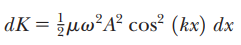 dK = ½μω²A² cos² (kx) dx